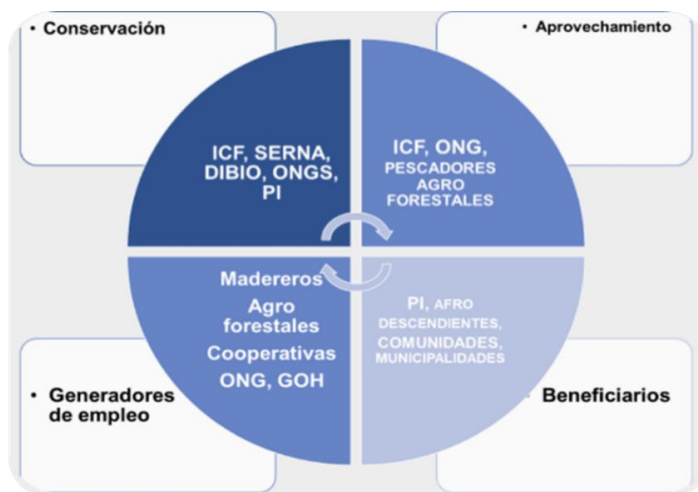 • Conservación
• Aprovechamiento
ICF, SERNA,
DIBIO, ONGS,
PI
ICF, ONG,
PESCADORES
AGRO
FORESTALES
Madereros
Agro
forestales
Cooperativas
ONG, GOH
PI, AFRO
DESCENDIENTES,
COMUNIDADES,
MUNICIPALIDADES
• Generadores
de empleo
• Beneficiarios